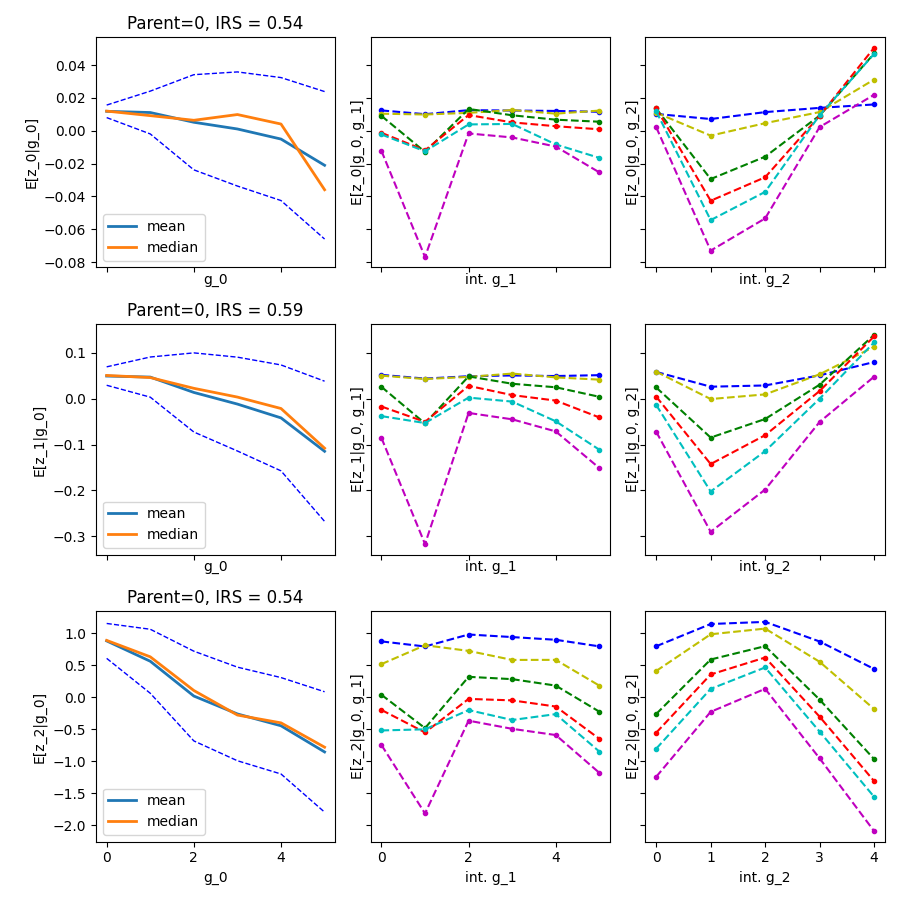 Parent=0, IRS = 0.54
0.04
0.02
0.00
−0.02
−0.04
−0.06
−0.08
E[z_0|g_0]
mean
median
g_0
E[z_0|g_0, g_1]
int. g_1
E[z_0|g_0, g_2]
int. g_2
Parent=0, IRS = 0.59
0.1
0.0
−0.1
−0.2
−0.3
E[z_1|g_0]
mean
median
g_0
E[z_1|g_0, g_1]
int. g_1
E[z_1|g_0, g_2]
int. g_2
Parent=0, IRS = 0.54
1.0
0.5
0.0
−0.5
−1.0
−1.5
−2.0
E[z_2|g_0]
mean
median
0 2 4
g_0
E[z_2|g_0, g_1]
0 2 4
int. g_1
E[z_2|g_0, g_2]
0 1 2 3 4
int. g_2